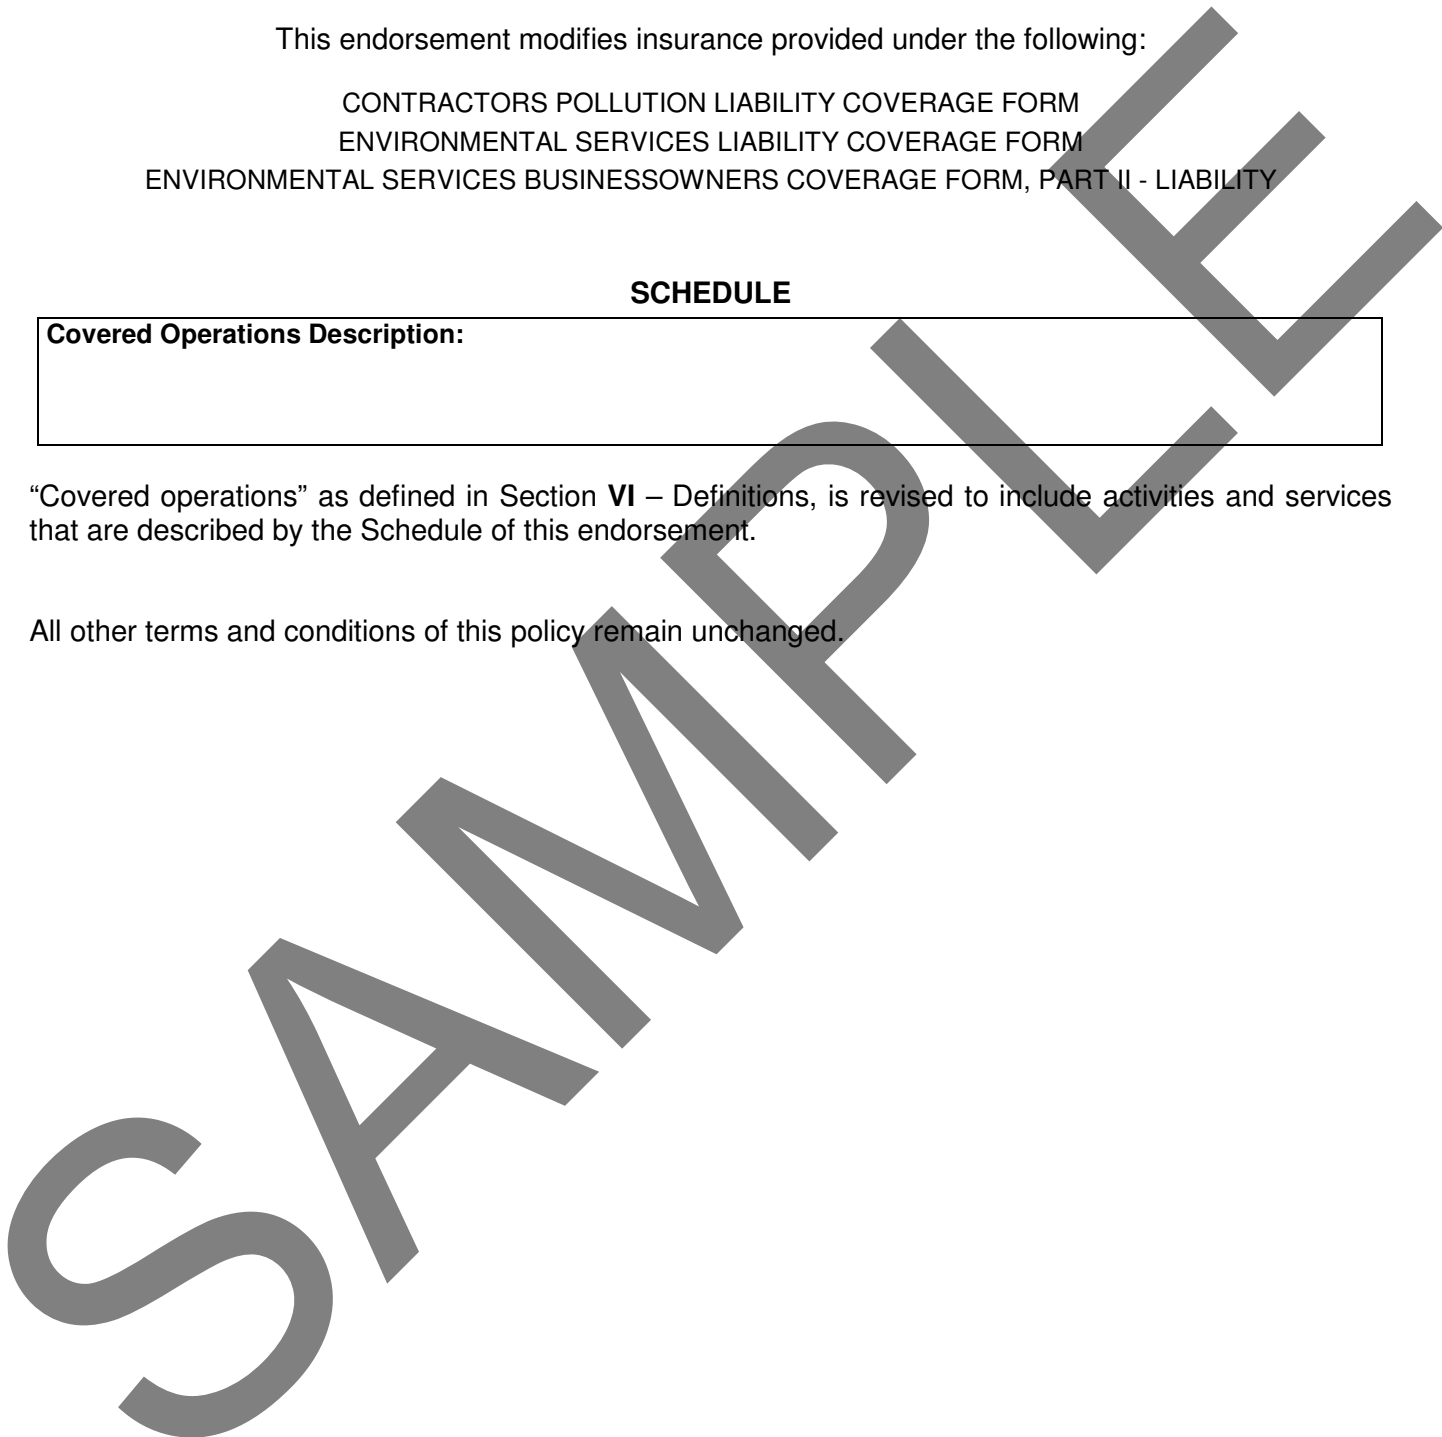 This endorsement modifies insurance provided under the following:
CONTRACTORS POLLUTION LIABILITY COVERAGE FORM
ENVIRONMENTAL SERVICES LIABILITY COVERAGE FORM
ENVIRONMENTAL SERVICES BUSINESSOWNERS COVERAGE FORM, PART II - LIABILITY
SCHEDULE
Covered Operations Description:
“Covered operations” as defined in Section VI – Definitions, is revised to include activities and services
that are described by the Schedule of this endorsement.
All other terms and conditions of this policy remain unchanged.
SAMPLE